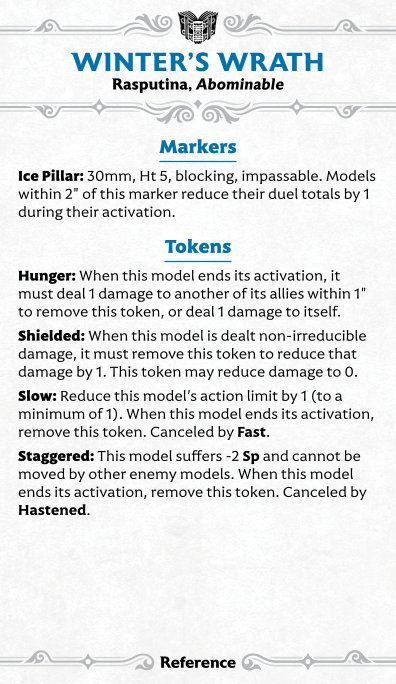 WINTER'S WRATH
Rasputina, Abominable
Markers
Ice Pillar: 30mm, Ht 5, blocking, impassable. Models
within 2" of this marker reduce their duel totals by 1
during their activation.
Tokens
Hunger: When this model ends its activation, it
must deal 1 damage to another of its allies within 1"
to remove this token, or deal 1 damage to itself.
Shielded: When this model is dealt non-irreducible
damage, it must remove this token to reduce that
damage by 1. This token may reduce damage to 0.
Slow: Reduce this model's action limit by 1 (to a
minimum of 1). When this model ends its activation,
remove this token. Canceled by Fast.
Staggered: This model suffers -2 Sp and cannot be
moved by other enemy models. When this model
ends its activation, remove this token. Canceled by
Hastened.
Reference